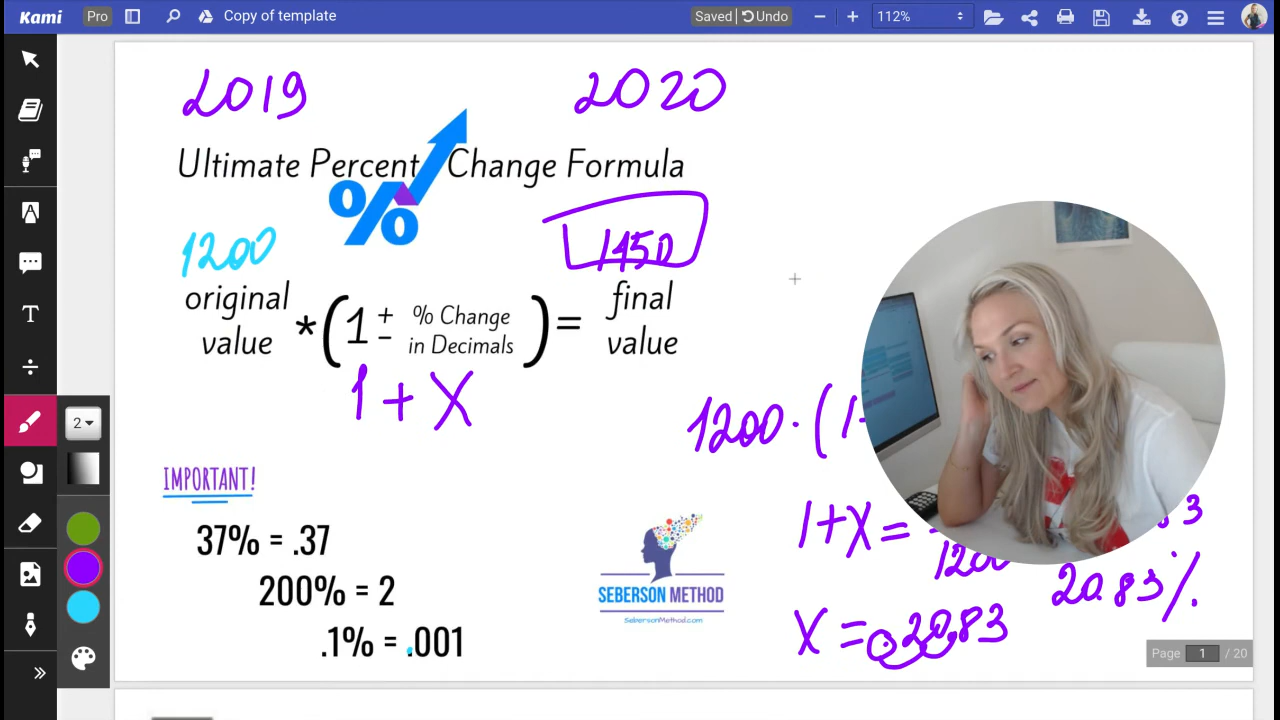 Kami Pro Copy of template Saved Undo 112%
2019 2020
Ultimate Percent Change Formula
%
1200 1450
original value * (1 + - % Change in Decimals) = final value
1 + X
1200 · (1
IMPORTANT!
37% = .37
200% = 2
.1% = .001
SEBERSON METHOD
SebersonMethod.com
1+X =
1200
83
20.83%
X = .2083
2
Page 1 / 20